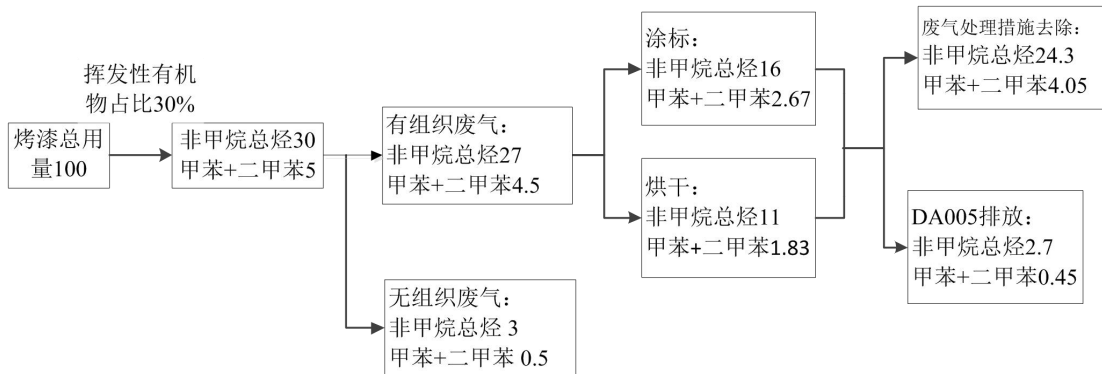 挥发性有机
物占比30%
烤漆总用
量100
非甲烷总烃30
甲苯+二甲苯5
有组织废气：
非甲烷总烃27
甲苯+二甲苯4.5
无组织废气：
非甲烷总烃 3
甲苯+二甲苯 0.5
涂标：
非甲烷总烃16
甲苯+二甲苯2.67
烘干：
非甲烷总烃11
甲苯+二甲苯1.83
废气处理措施去除：
非甲烷总烃24.3
甲苯+二甲苯4.05
DA005排放：
非甲烷总烃2.7
甲苯+二甲苯0.45